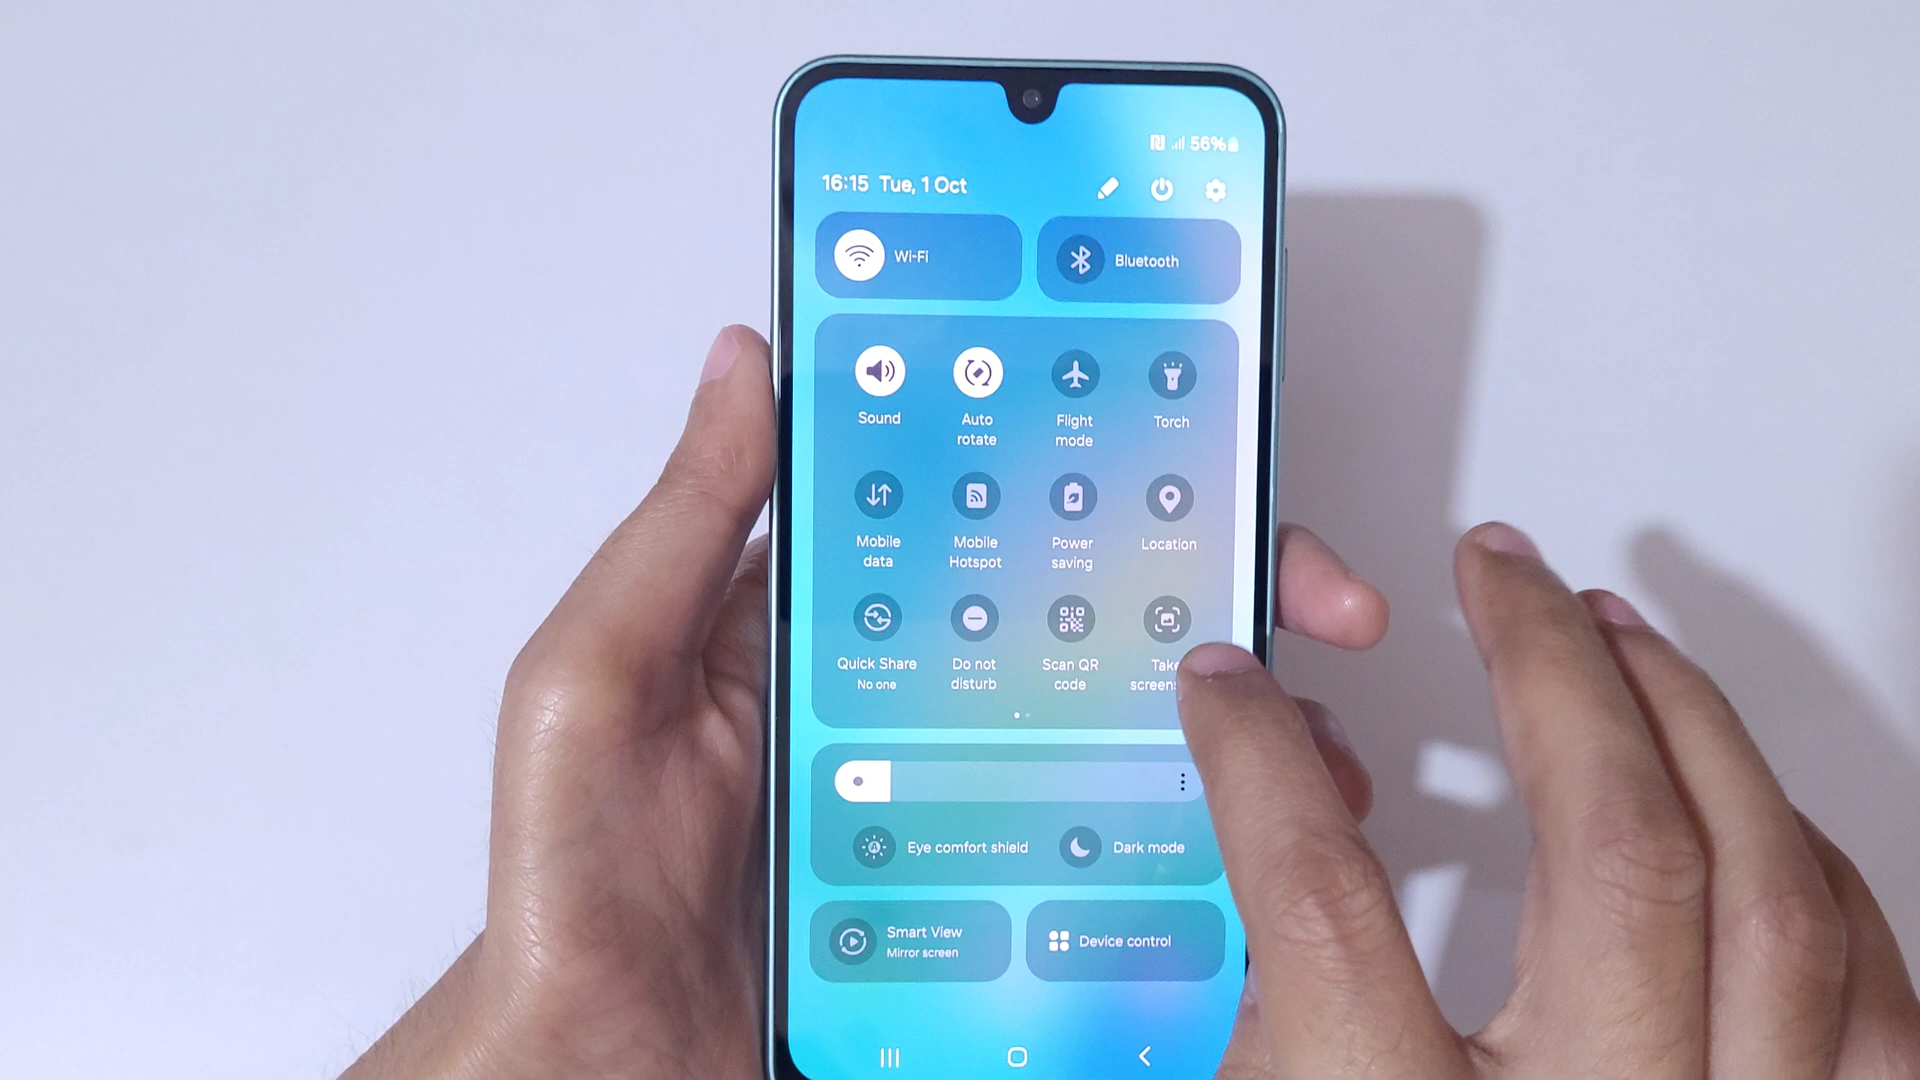 56%
16:15 Tue, 1 Oct
Wi-Fi
Bluetooth
Sound
Auto
rotate
Flight
mode
Torch
Mobile
data
Mobile
Hotspot
Power
saving
Location
Quick Share
No one
Do not
disturb
Scan QR
code
Take
Eye comfort shield
Dark mode
Smart View
Mirror screen
Device control